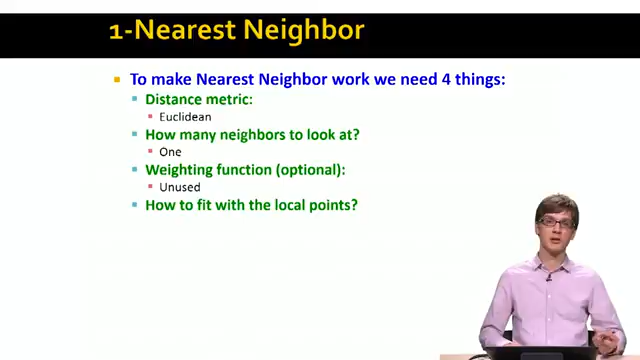 1-Nearest Neighbor
To make Nearest Neighbor work we need 4 things:
Distance metric:
Euclidean
How many neighbors to look at?
One
Weighting function (optional):
Unused
How to fit with the local points?